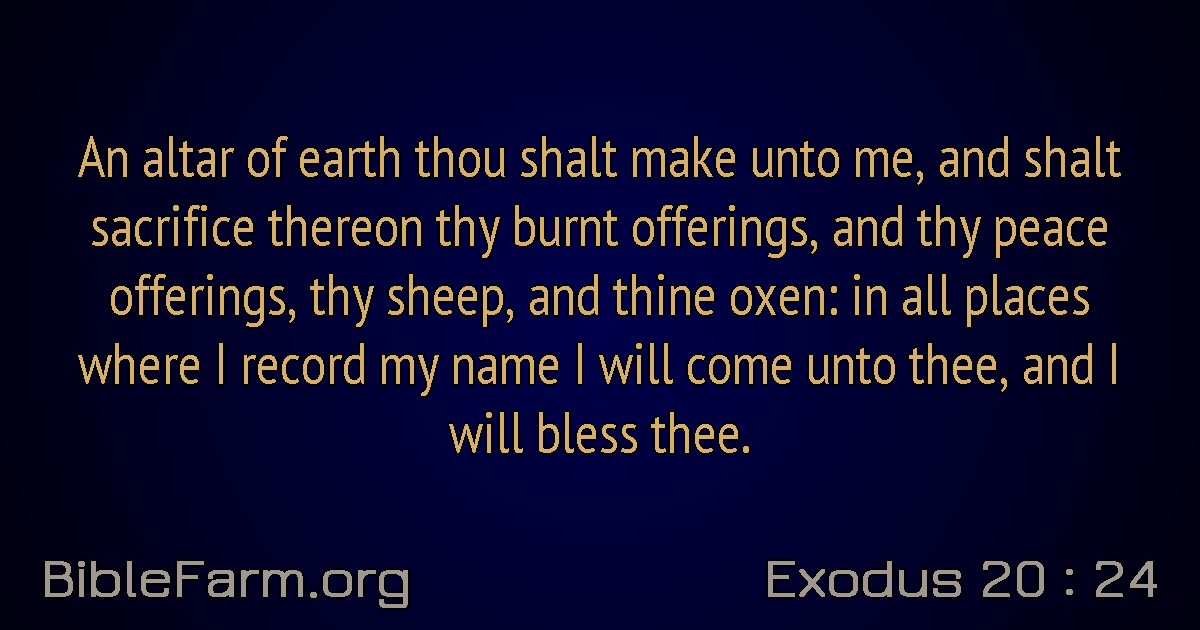 An altar of earth thou shalt make unto me, and shalt
sacrifice thereon thy burnt offerings, and thy peace
offerings, thy sheep, and thine oxen: in all places
where I record my name I will come unto thee, and I
will bless thee.
BibleFarm.org
Exodus 20 : 24